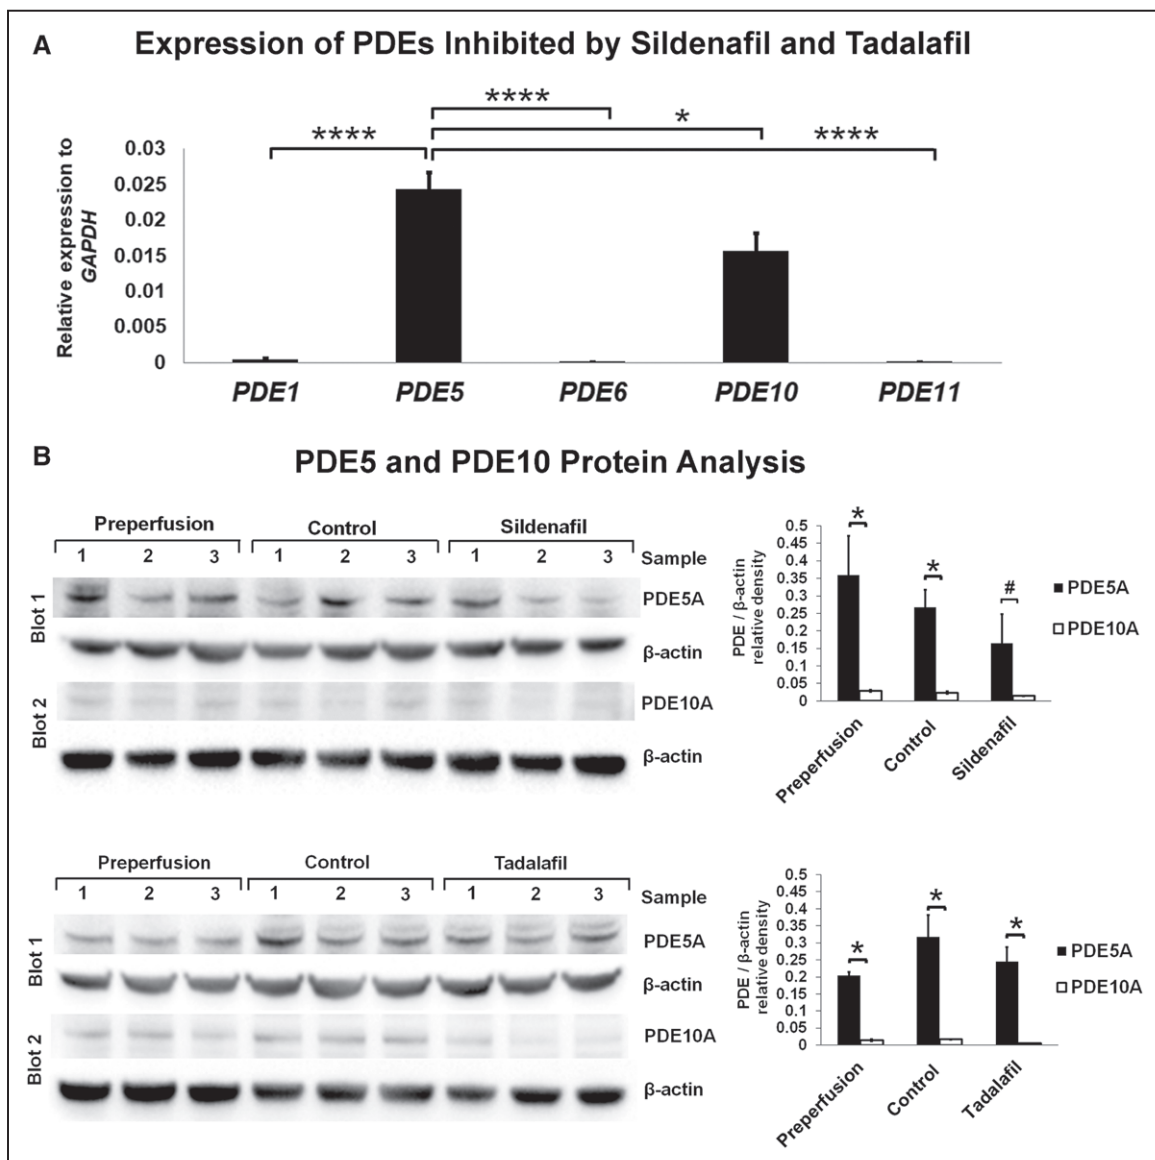 A
Expression of PDEs Inhibited by Sildenafil and Tadalafil
****
*
****
****
Relative expression to
GAPDH
0.03
0.025
0.02
0.015
0.01
0.005
0
PDE1 PDE5 PDE6 PDE10 PDE11
B
PDE5 and PDE10 Protein Analysis
Preperfusion Control Sildenafil
1 2 3 1 2 3 1 2 3 Sample
Blot 1
PDE5A
β-actin
Blot 2
PDE10A
β-actin
PDE / β-actin
relative density
0.5
0.45
0.4
0.35
0.3
0.25
0.2
0.15
0.1
0.05
0
* * #
PDE5A
PDE10A
Preperfusion Control Sildenafil
Preperfusion Control Tadalafil
1 2 3 1 2 3 1 2 3 Sample
Blot 1
PDE5A
β-actin
Blot 2
PDE10A
β-actin
PDE / β-actin
relative density
0.5
0.45
0.4
0.35
0.3
0.25
0.2
0.15
0.1
0.05
0
* * *
PDE5A
PDE10A
Preperfusion Control Tadalafil